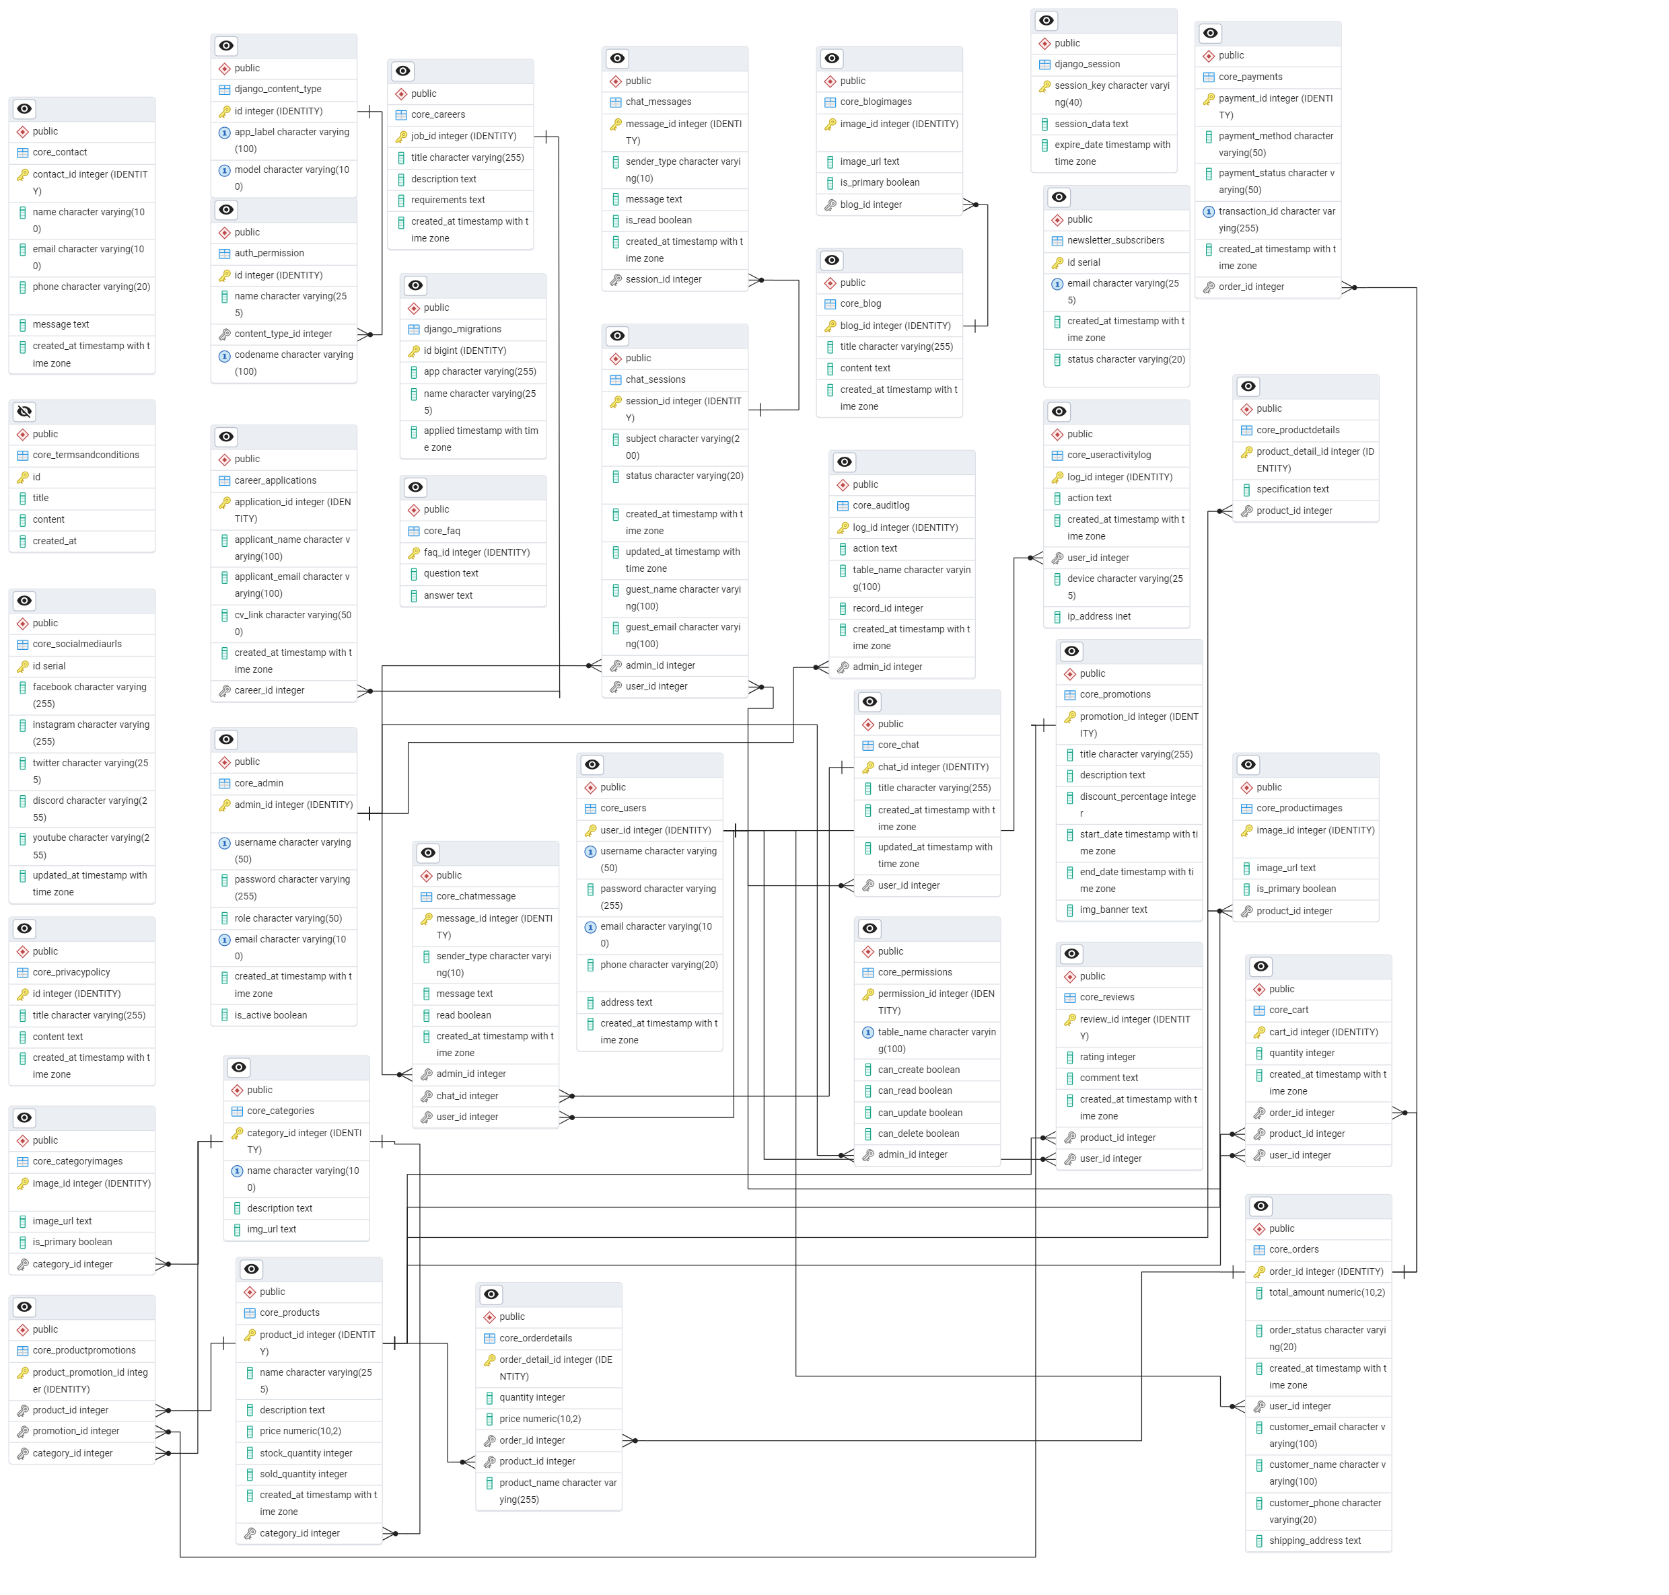 public
core_contact
contact_id integer (IDENTIT
Y)
name character varying(10
0)
email character varying(10
0)
phone character varying(20)
message text
created_at timestamp with t
ime zone
public
core_termsandconditions
id
title
content
created_at
public
core_socialmediaurls
id serial
facebook character varying
(255)
instagram character varying
(255)
twitter character varying(25
5)
discord character varying(2
55)
youtube character varying(2
55)
updated_at timestamp with
time zone
public
core_privacypolicy
id integer (IDENTITY)
title character varying(255)
content text
created_at timestamp with t
ime zone
public
core_categoryimages
image_id integer (IDENTITY)
image_url text
is_primary boolean
category_id integer
public
core_productpromotions
product_promotion_id integ
er (IDENTITY)
product_id integer
promotion_id integer
category_id integer
public
django_content_type
id integer (IDENTITY)
app_label character varying
(100)
model character varying(10
0)
public
auth_permission
id integer (IDENTITY)
name character varying(25
5)
content_type_id integer
codename character varying
(100)
public
career_applications
application_id integer (IDEN
TITY)
applicant_name character v
arying(100)
applicant_email character v
arying(100)
cv_link character varying(50
0)
created_at timestamp with t
ime zone
career_id integer
public
core_admin
admin_id integer (IDENTITY)
username character varying
(50)
password character varying
(255)
role character varying(50)
email character varying(10
0)
created_at timestamp with t
ime zone
is_active boolean
public
core_categories
category_id integer (IDENTI
TY)
name character varying(10
0)
description text
img_url text
public
core_products
product_id integer (IDENTIT
Y)
name character varying(25
5)
description text
price numeric(10,2)
stock_quantity integer
sold_quantity integer
created_at timestamp with t
ime zone
category_id integer
public
core_careers
job_id integer (IDENTITY)
title character varying(255)
description text
requirements text
created_at timestamp with t
ime zone
public
django_migrations
id bigint (IDENTITY)
app character varying(255)
name character varying(25
5)
applied timestamp with tim
e zone
public
core_faq
faq_id integer (IDENTITY)
question text
answer text
public
core_chatmessage
message_id integer (IDENTI
TY)
sender_type character varyi
ng(10)
message text
read boolean
created_at timestamp with t
ime zone
admin_id integer
chat_id integer
user_id integer
public
core_orderdetails
order_detail_id integer (IDE
NTITY)
quantity integer
price numeric(10,2)
order_id integer
product_id integer
product_name character var
ying(255)
public
chat_messages
message_id integer (IDENTI
TY)
sender_type character varyi
ng(10)
message text
is_read boolean
created_at timestamp with t
ime zone
session_id integer
public
chat_sessions
session_id integer (IDENTIT
Y)
subject character varying(2
00)
status character varying(20)
created_at timestamp with t
ime zone
updated_at timestamp with
time zone
guest_name character varyi
ng(100)
guest_email character varyi
ng(100)
admin_id integer
user_id integer
public
core_users
user_id integer (IDENTITY)
username character varying
(50)
password character varying
(255)
email character varying(10
0)
phone character varying(20)
address text
created_at timestamp with t
ime zone
public
core_blogimages
image_id integer (IDENTITY)
image_url text
is_primary boolean
blog_id integer
public
core_blog
blog_id integer (IDENTITY)
title character varying(255)
content text
created_at timestamp with t
ime zone
public
core_auditlog
log_id integer (IDENTITY)
action text
table_name character varyin
g(100)
record_id integer
created_at timestamp with t
ime zone
admin_id integer
public
core_chat
chat_id integer (IDENTITY)
title character varying(255)
created_at timestamp with t
ime zone
updated_at timestamp with
time zone
user_id integer
public
core_permissions
permission_id integer (IDEN
TITY)
table_name character varyin
g(100)
can_create boolean
can_read boolean
can_update boolean
can_delete boolean
admin_id integer
public
django_session
session_key character varyi
ng(40)
session_data text
expire_date timestamp with
time zone
public
newsletter_subscribers
id serial
email character varying(25
5)
created_at timestamp with t
ime zone
status character varying(20)
public
core_useractivitylog
log_id integer (IDENTITY)
action text
created_at timestamp with t
ime zone
user_id integer
device character varying(25
5)
ip_address inet
public
core_promotions
promotion_id integer (IDENT
ITY)
title character varying(255)
description text
discount_percentage intege
r
start_date timestamp with ti
me zone
end_date timestamp with ti
me zone
img_banner text
public
core_reviews
review_id integer (IDENTIT
Y)
rating integer
comment text
created_at timestamp with t
ime zone
product_id integer
user_id integer
public
core_payments
payment_id integer (IDENTI
TY)
payment_method character
varying(50)
payment_status character v
arying(50)
transaction_id character var
ying(255)
created_at timestamp with t
ime zone
order_id integer
public
core_productdetails
product_detail_id integer (ID
ENTITY)
specification text
product_id integer
public
core_productimages
image_id integer (IDENTITY)
image_url text
is_primary boolean
product_id integer
public
core_cart
cart_id integer (IDENTITY)
quantity integer
created_at timestamp with t
ime zone
order_id integer
product_id integer
user_id integer
public
core_orders
order_id integer (IDENTITY)
total_amount numeric(10,2)
order_status character varyi
ng(20)
created_at timestamp with t
ime zone
user_id integer
customer_email character v
arying(100)
customer_name character v
arying(100)
customer_phone character
varying(20)
shipping_address text